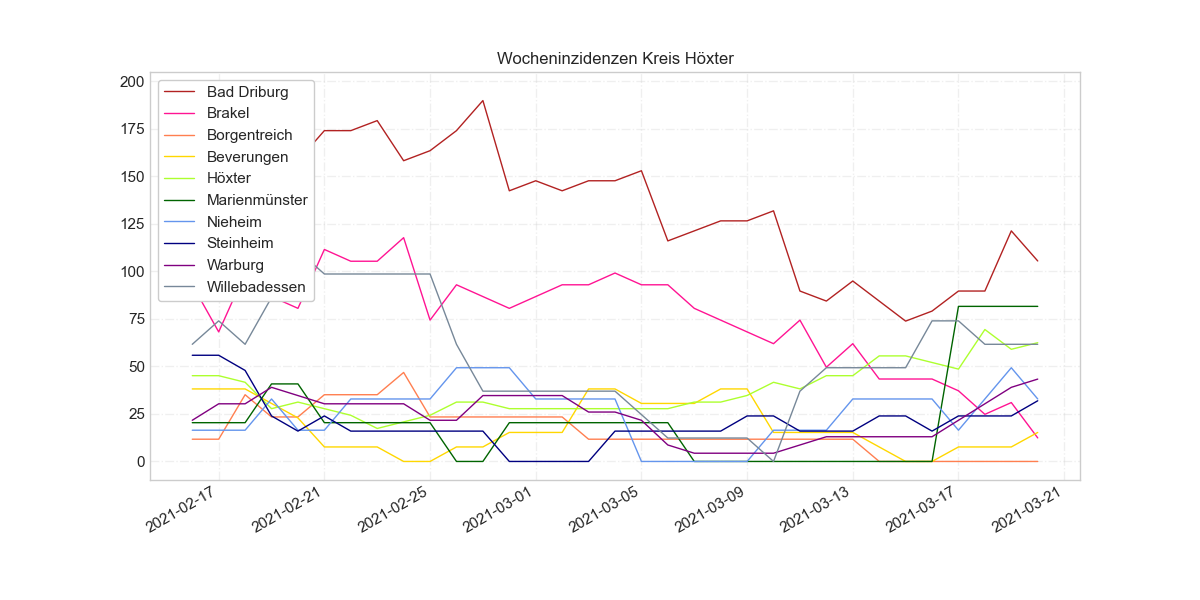 Wocheninzidenzen Kreis Höxter
200
175
150
125
100
75
50
25
0
Bad Driburg
Brakel
Borgentreich
Beverungen
Höxter
Marienmünster
Nieheim
Steinheim
Warburg
Willebadessen
2021-02-17
2021-02-21
2021-02-25
2021-03-01
2021-03-05
2021-03-09
2021-03-13
2021-03-17
2021-03-21